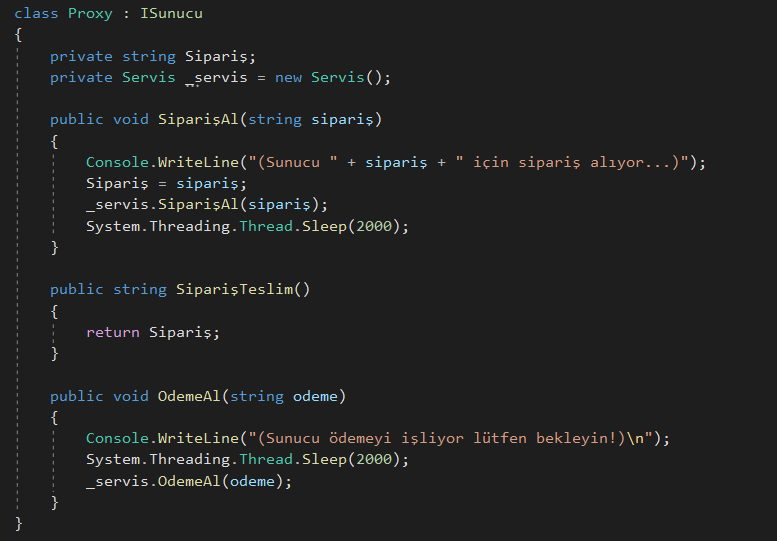 class Proxy : ISunucu
{
private string Sipariş;
private Servis _servis = new Servis();
public void SiparişAl(string sipariş)
{
Console.WriteLine("(Sunucu " + sipariş + " için sipariş alıyor...)");
Sipariş = sipariş;
_servis.SiparişAl(sipariş);
System.Threading.Thread.Sleep(2000);
}
public string SiparişTeslim()
{
return Sipariş;
}
public void OdemeAl(string odeme)
{
Console.WriteLine("(Sunucu ödemeyi işliyor lütfen bekleyin!)\n");
System.Threading.Thread.Sleep(2000);
_servis.OdemeAl(odeme);
}
}